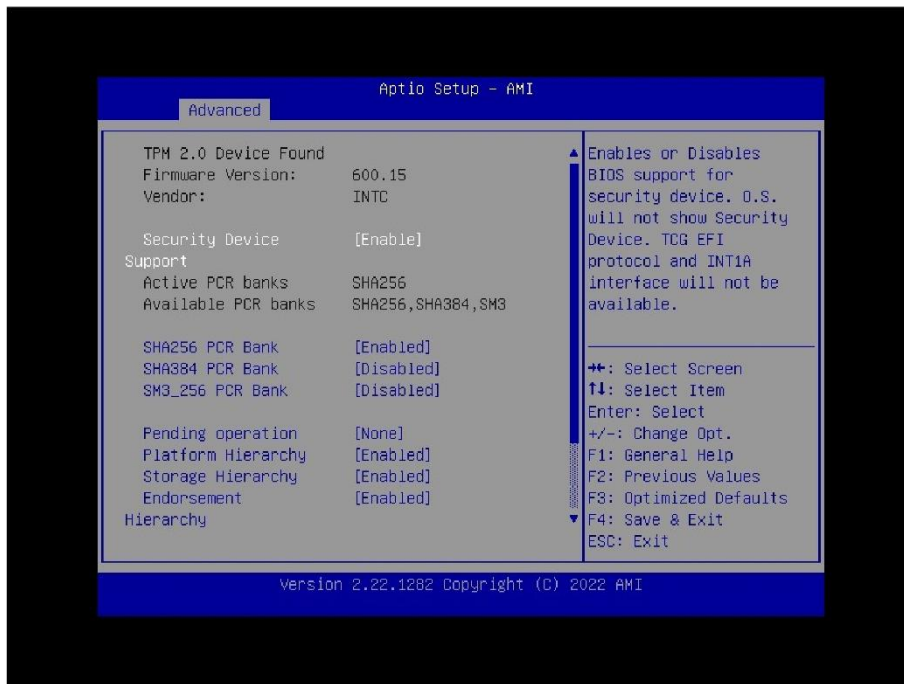 Aptio Setup - AMI
Advanced
TPM 2.0 Device Found
Firmware Version: 600.15
Vendor: INTC
Security Device [Enable]
Support
Active PCR banks SHA256
Available PCR banks SHA256,SHA384,SM3
SHA256 PCR Bank [Enabled]
SHA384 PCR Bank [Disabled]
SM3_256 PCR Bank [Disabled]
Pending operation [None]
Platform Hierarchy [Enabled]
Storage Hierarchy [Enabled]
Endorsement [Enabled]
Hierarchy
Enables or Disables
BIOS support for
security device. O.S.
will not show Security
Device. TCG EFI
protocol and INT1A
interface will not be
available.
→←: Select Screen
↑↓: Select Item
Enter: Select
+/-: Change Opt.
F1: General Help
F2: Previous Values
F3: Optimized Defaults
F4: Save & Exit
ESC: Exit
Version 2.22.1282 Copyright (C) 2022 AMI